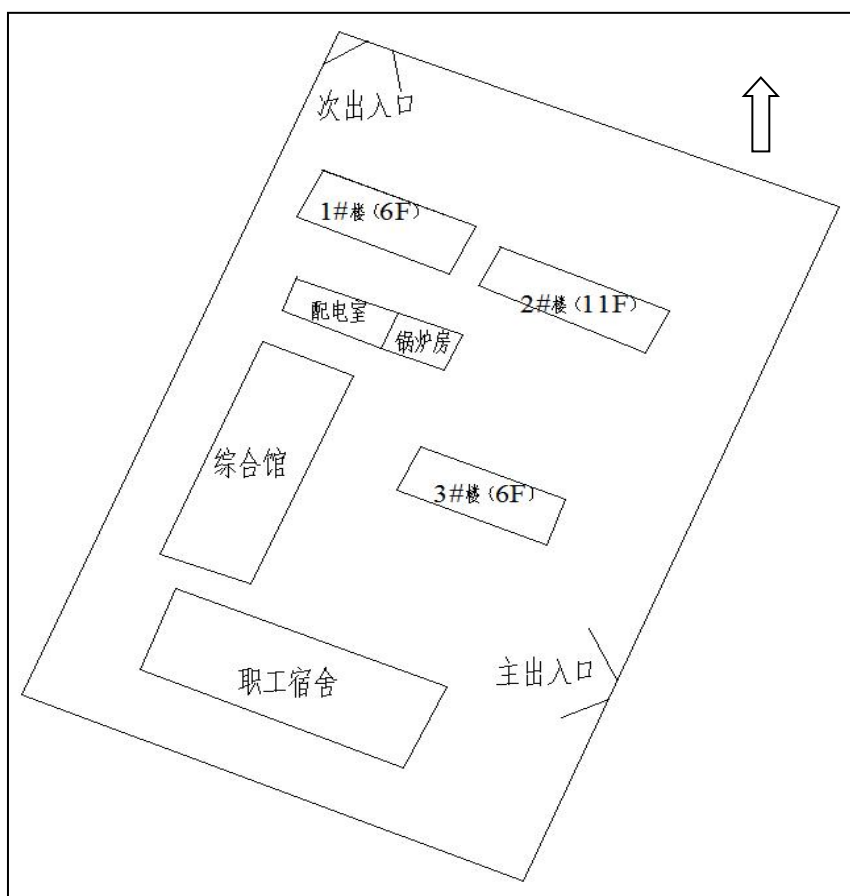 次出入口
1#楼（6F）
2#楼（11F）
配电室
锅炉房
综合馆
3#楼（6F）
主出入口
职工宿舍